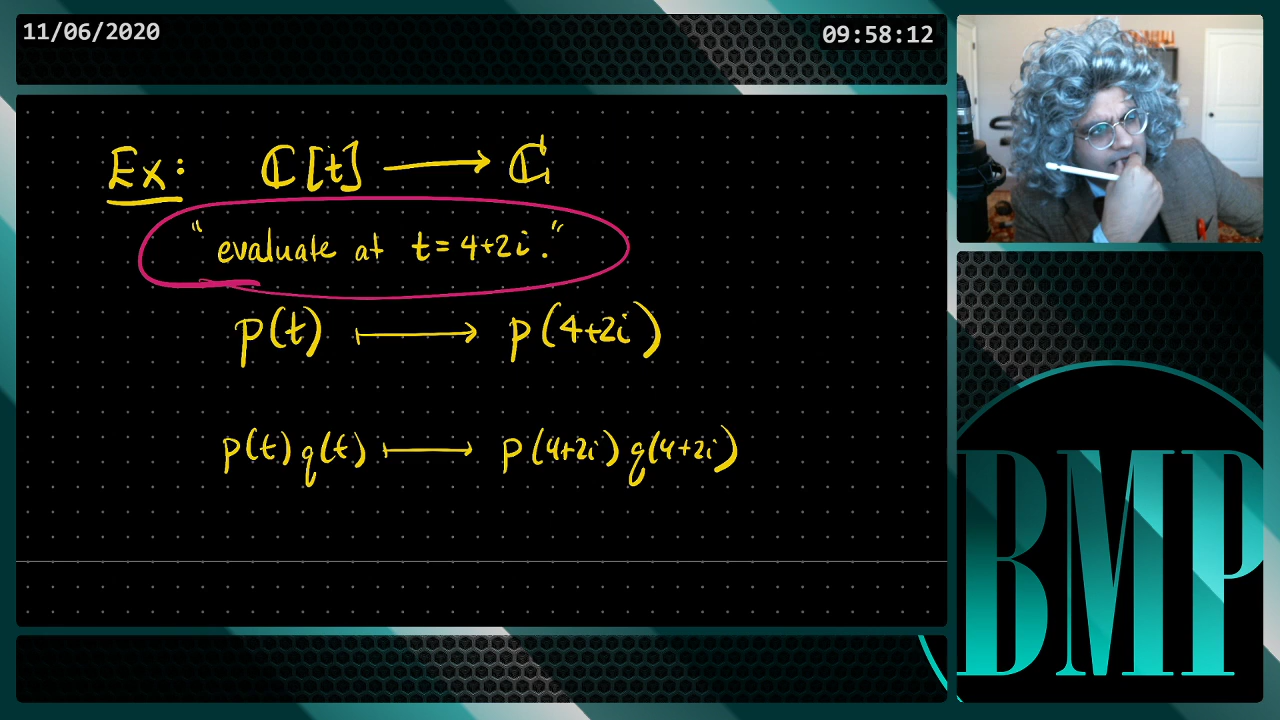 11/06/2020
09:58:12
Ex: ℂ[t] ⟶ ℂ
"evaluate at t=4+2i."
p(t) ⟼ p(4+2i)
p(t)q(t) ⟼ p(4+2i)q(4+2i)
BMP